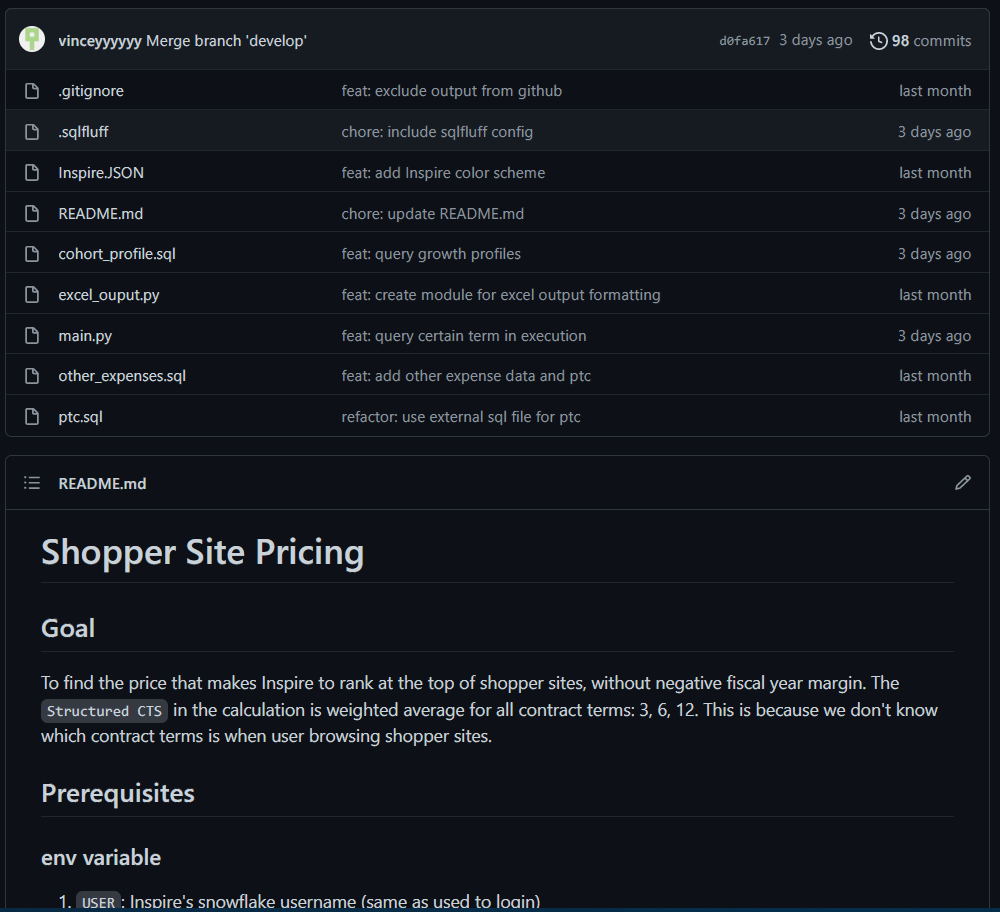 vinceyyyyyy Merge branch 'develop' d0fa617 3 days ago 98 commits
.gitignore feat: exclude output from github last month
.sqlfluff chore: include sqlfluff config 3 days ago
Inspire.JSON feat: add Inspire color scheme last month
README.md chore: update README.md 3 days ago
cohort_profile.sql feat: query growth profiles 3 days ago
excel_ouput.py feat: create module for excel output formatting last month
main.py feat: query certain term in execution 3 days ago
other_expenses.sql feat: add other expense data and ptc last month
ptc.sql refactor: use external sql file for ptc last month
README.md
Shopper Site Pricing
Goal
To find the price that makes Inspire to rank at the top of shopper sites, without negative fiscal year margin. The
Structured CTS in the calculation is weighted average for all contract terms: 3, 6, 12. This is because we don't know
which contract terms is when user browsing shopper sites.
Prerequisites
env variable
1. USER: Inspire's snowflake username (same as used to login)